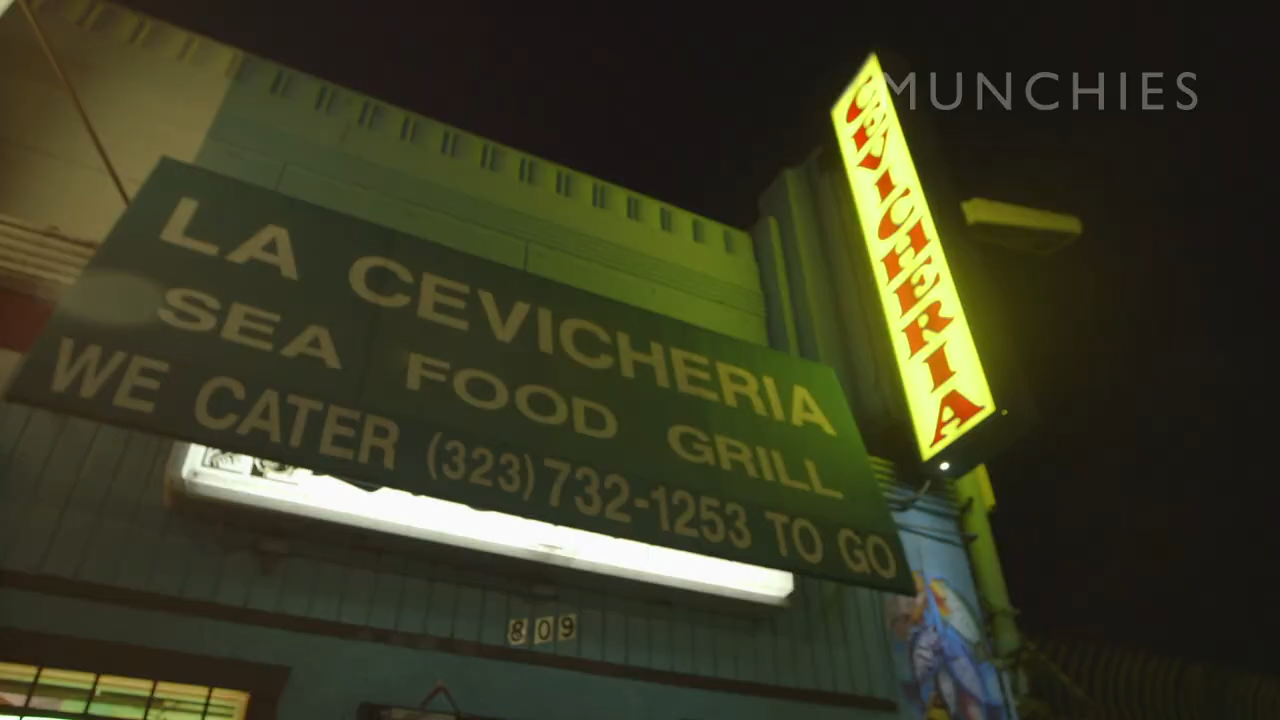 MUNCHIES
CEVICHERIA
LA CEVICHERIA
SEA FOOD GRILL
WE CATER (323)732-1253 TO GO
809